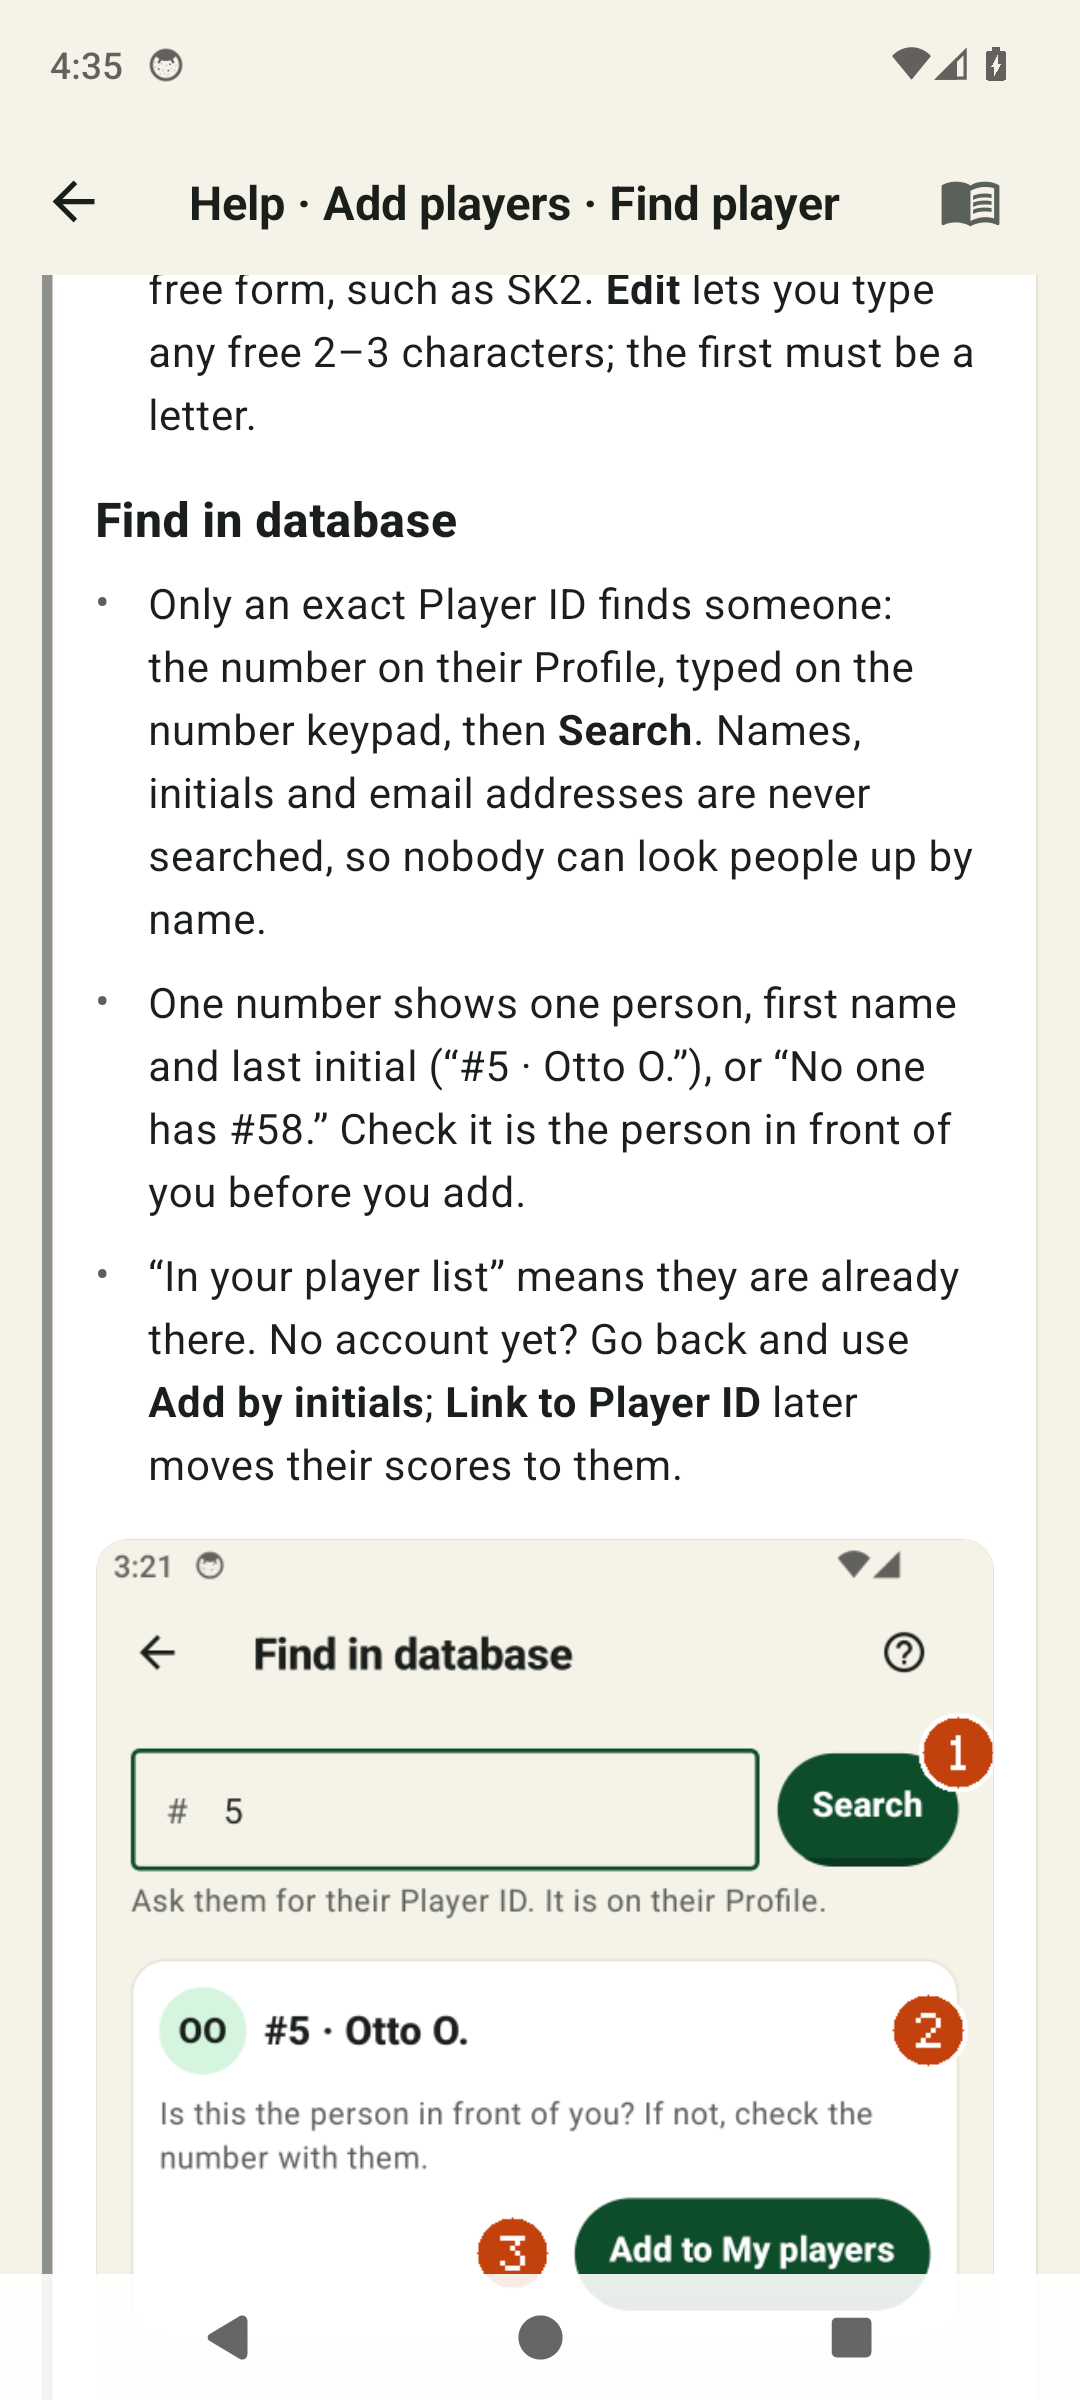 4:35
Help · Add players · Find player
free form, such as SK2. Edit lets you type
any free 2–3 characters; the first must be a
letter.
Find in database
• Only an exact Player ID finds someone:
the number on their Profile, typed on the
number keypad, then Search. Names,
initials and email addresses are never
searched, so nobody can look people up by
name.
• One number shows one person, first name
and last initial (“#5 · Otto O.”), or “No one
has #58.” Check it is the person in front of
you before you add.
• “In your player list” means they are already
there. No account yet? Go back and use
Add by initials; Link to Player ID later
moves their scores to them.
3:21
Find in database
1
# 5
Search
Ask them for their Player ID. It is on their Profile.
OO #5 · Otto O.
2
Is this the person in front of you? If not, check the
number with them.
3
Add to My players